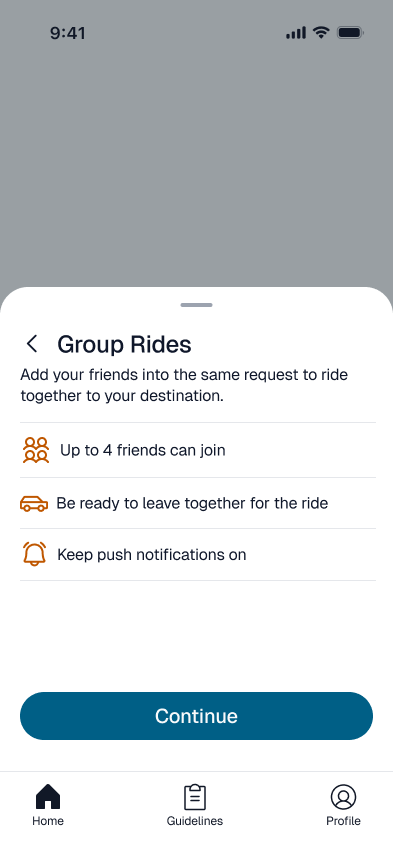 9:41
Group Rides
Add your friends into the same request to ride
together to your destination.
Up to 4 friends can join
Be ready to leave together for the ride
Keep push notifications on
Continue
Home
Guidelines
Profile